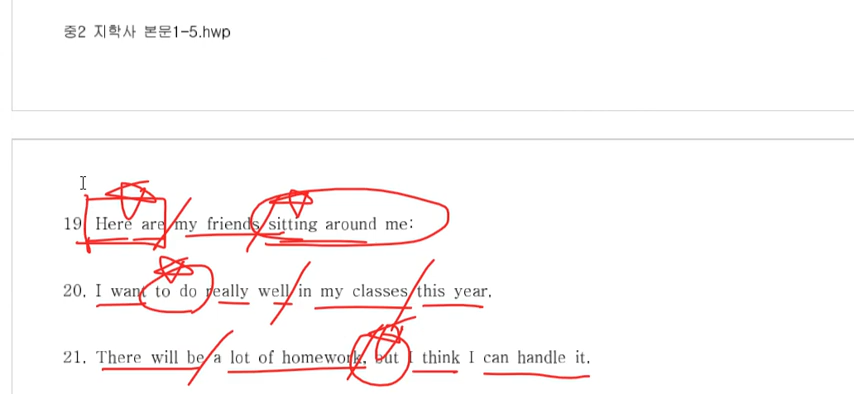 중2 지학사 본문1-5.hwp
19. Here are my friends sitting around me:
20. I want to do really well in my classes this year.
21. There will be a lot of homework, but I think I can handle it.